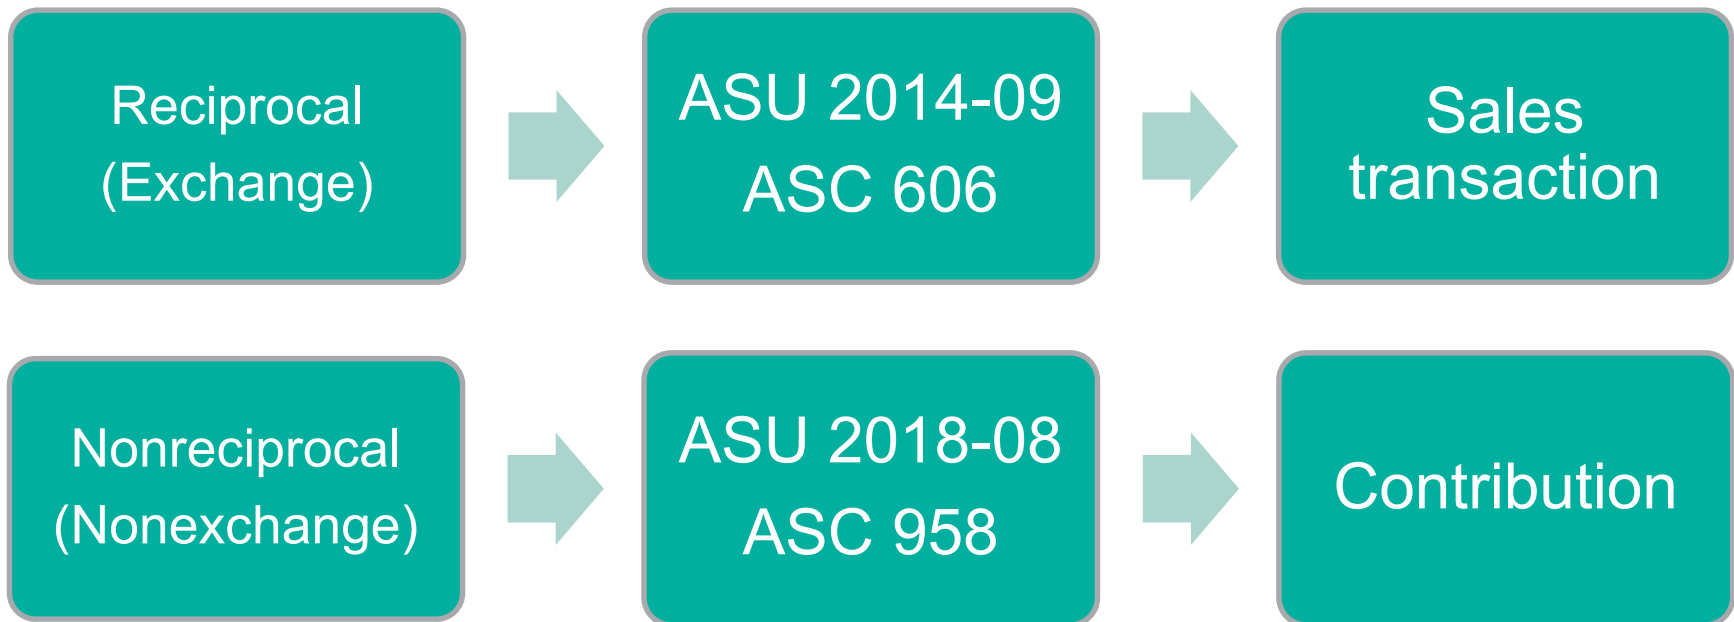 Reciprocal
(Exchange)
ASU 2014-09
ASC 606
Sales
transaction
Nonreciprocal
(Nonexchange)
ASU 2018-08
ASC 958
Contribution